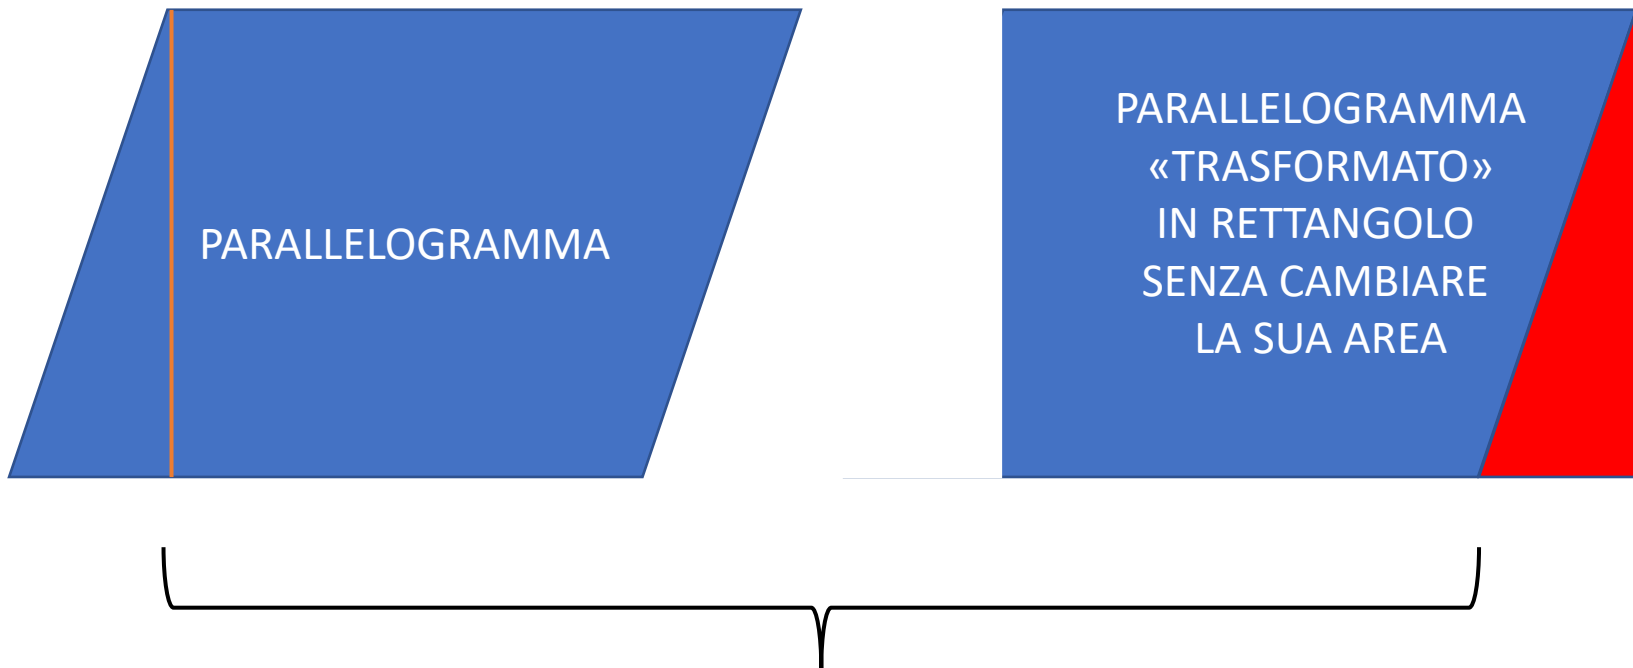 PARALLELOGRAMMA
PARALLELOGRAMMA
«TRASFORMATO»
IN RETTANGOLO
SENZA CAMBIARE
LA SUA AREA